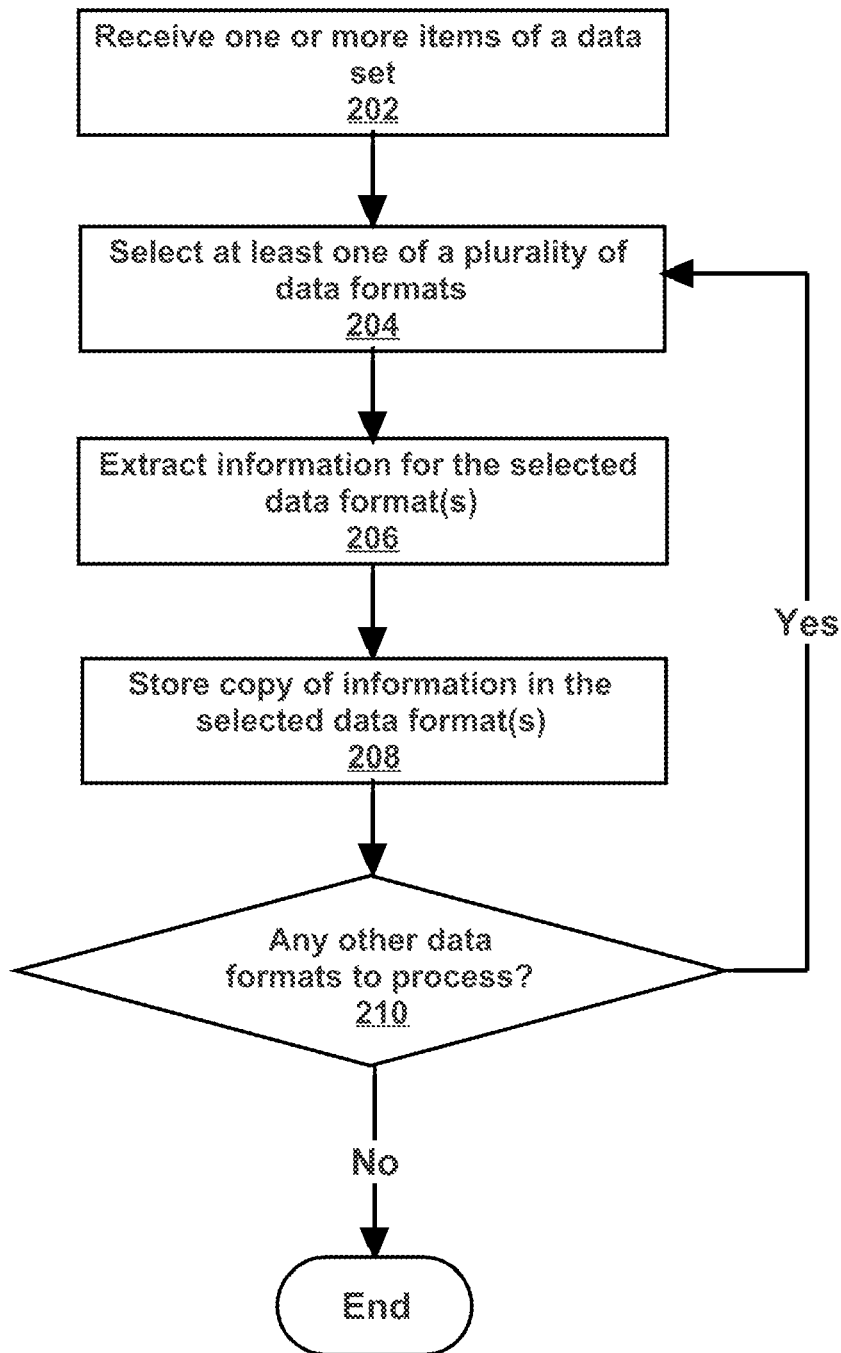 Receive one or more items of a data
set
202
Select at least one of a plurality of
data formats
204
Extract information for the selected
data format(s)
206
Yes
Store copy of information in the
selected data format(s)
208
Any other data
formats to process?
210
No
End